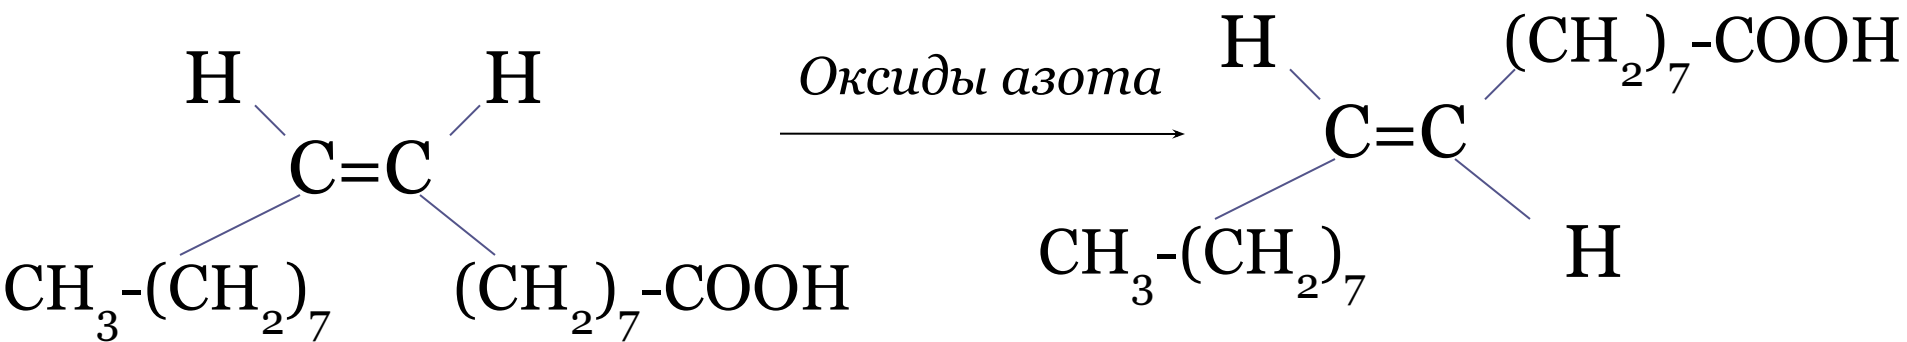 H H
C=C
CH3-(CH2)7 (CH2)7-COOH
Оксиды азота
H (CH2)7-COOH
C=C
CH3-(CH2)7 H